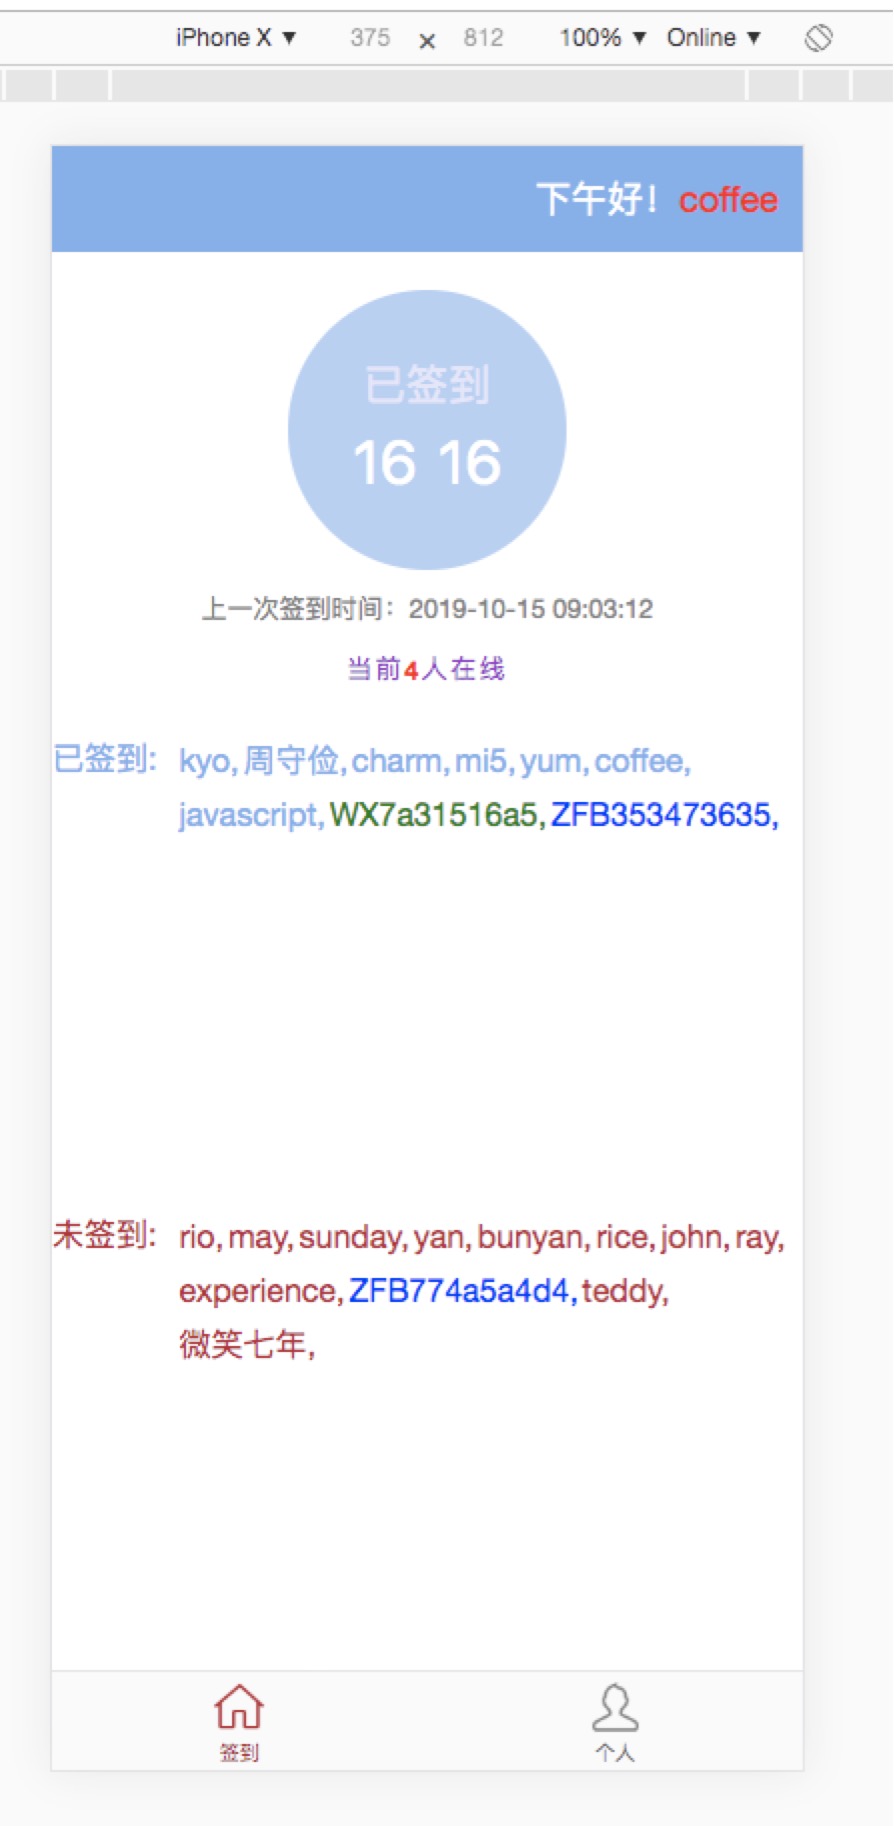 iPhone X ▼ 375 × 812 100% ▼ Online ▼
下午好！coffee
已签到
16 16
上一次签到时间：2019-10-15 09:03:12
当前4人在线
已签到: kyo, 周守俭, charm, mi5, yum, coffee,
javascript, WX7a31516a5, ZFB353473635,
未签到: rio, may, sunday, yan, bunyan, rice, john, ray,
experience, ZFB774a5a4d4, teddy,
微笑七年,
签到 个人